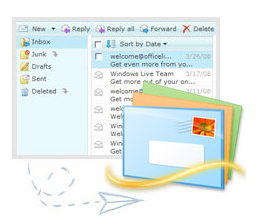 New Reply Reply all Forward Delete
Inbox
Junk
Drafts
Sent
Deleted
Sort by Date
welcome@officeli... 3/16/08
Get even more from yo...
Windows Live Team 3/17/08
Get more out of your on...
welcome@
Get mo
Wel
Win
Get
Win